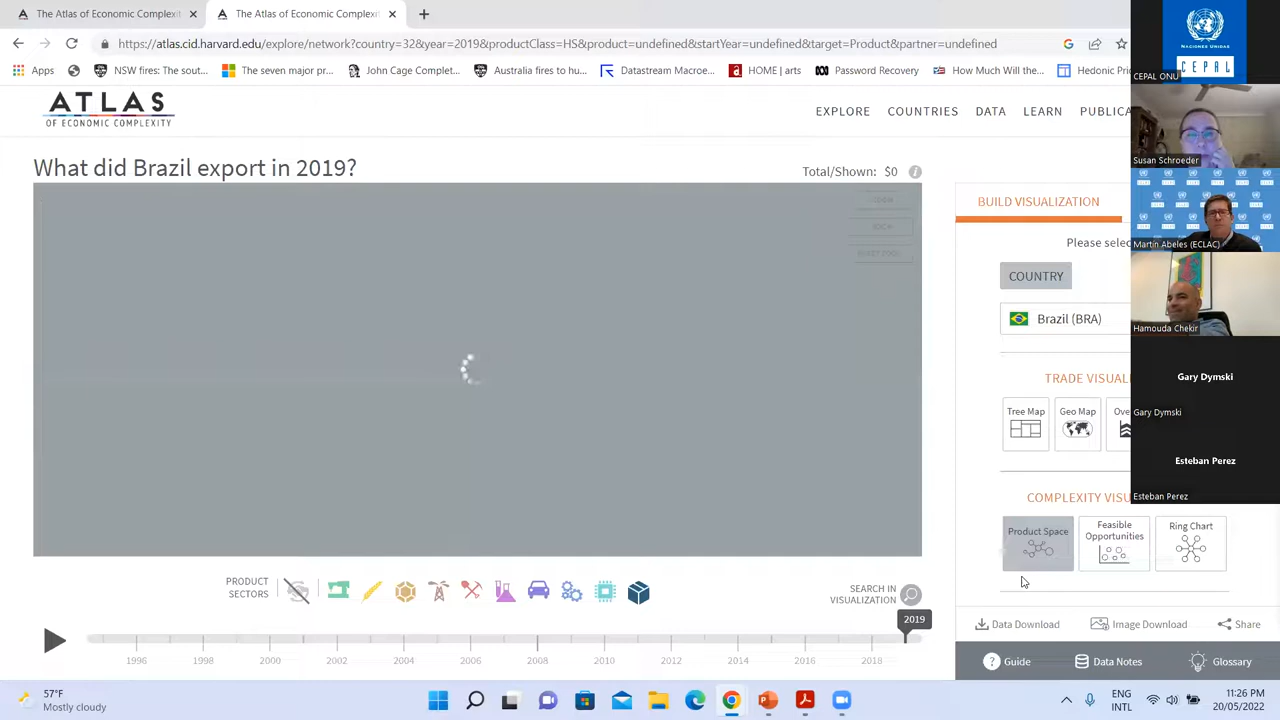 The Atlas of Economic Complexi
The Atlas of Economic Complexi
https://atlas.cid.harvard.edu/explore/network?country=32&year=2019
Class=HS&product=undefined&startYear=undefined&target=Product&partner=undefined
Apps
NSW fires: The sout...
The seven major pr...
John Cage Complet...
Australia fires to hu...
Datastream Macroe...
HOME | arts
Password Recovery
How Much Will the...
Hedonic Pri
ATLAS
OF ECONOMIC COMPLEXITY
EXPLORE
COUNTRIES
DATA
LEARN
PUBLICA
What did Brazil export in 2019?
Total/Shown: $0
BUILD VISUALIZATION
Please selec
COUNTRY
Brazil (BRA)
TRADE VISUAL
Tree Map
Geo Map
Ove
COMPLEXITY VISU
Product Space
Feasible
Opportunities
Ring Chart
PRODUCT
SECTORS
SEARCH IN
VISUALIZATION
2019
1996
1998
2000
2002
2004
2006
2008
2010
2012
2014
2016
2018
Data Download
Image Download
Share
Guide
Data Notes
Glossary
NACIONES UNIDAS
CEPAL
CEPAL ONU
Susan Schroeder
Martín Abeles (ECLAC)
Hamouda Chekir
Gary Dymski
Gary Dymski
Esteban Perez
Esteban Perez
57°F
Mostly cloudy
ENG
INTL
11:26 PM
20/05/2022